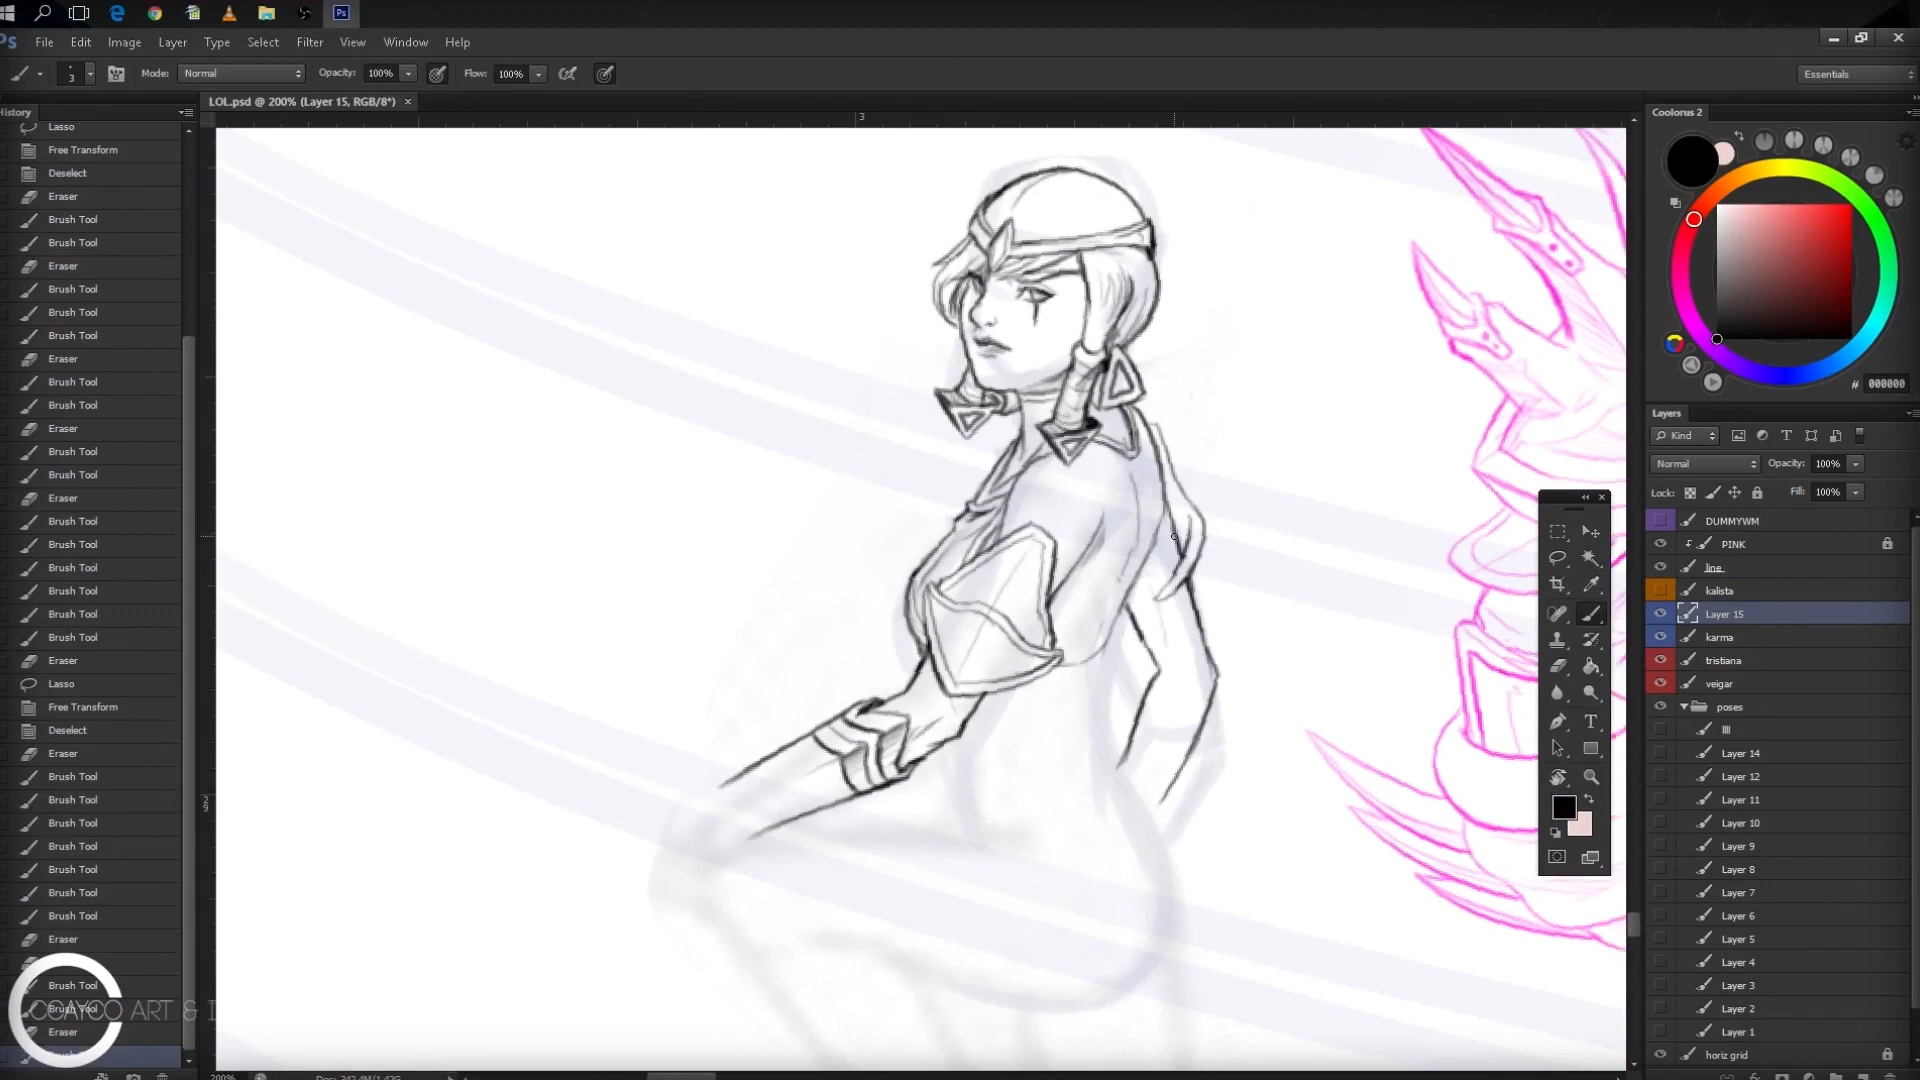 Ps
File Edit Image Layer Type Select Filter View Window Help
3 Mode: Normal Opacity: 100% Flow: 100% Essentials
LOL.psd @ 200% (Layer 15, RGB/8*) ×
History
Lasso
Free Transform
Deselect
Eraser
Brush Tool
Brush Tool
Eraser
Brush Tool
Brush Tool
Brush Tool
Eraser
Brush Tool
Brush Tool
Eraser
Brush Tool
Brush Tool
Eraser
Brush Tool
Brush Tool
Brush Tool
Brush Tool
Brush Tool
Brush Tool
Eraser
Lasso
Free Transform
Deselect
Eraser
Brush Tool
Brush Tool
Brush Tool
Brush Tool
Brush Tool
Brush Tool
Brush Tool
Eraser
Brush Tool
Brush Tool
Eraser
3
Coolorus 2
# 000000
Layers
Kind
Normal Opacity: 100%
Lock: Fill: 100%
DUMMYWM
PINK
line
kalista
Layer 15
karma
tristiana
veigar
poses
llll
Layer 14
Layer 12
Layer 11
Layer 10
Layer 9
Layer 8
Layer 7
Layer 6
Layer 5
Layer 4
Layer 3
Layer 2
Layer 1
horiz grid
200%